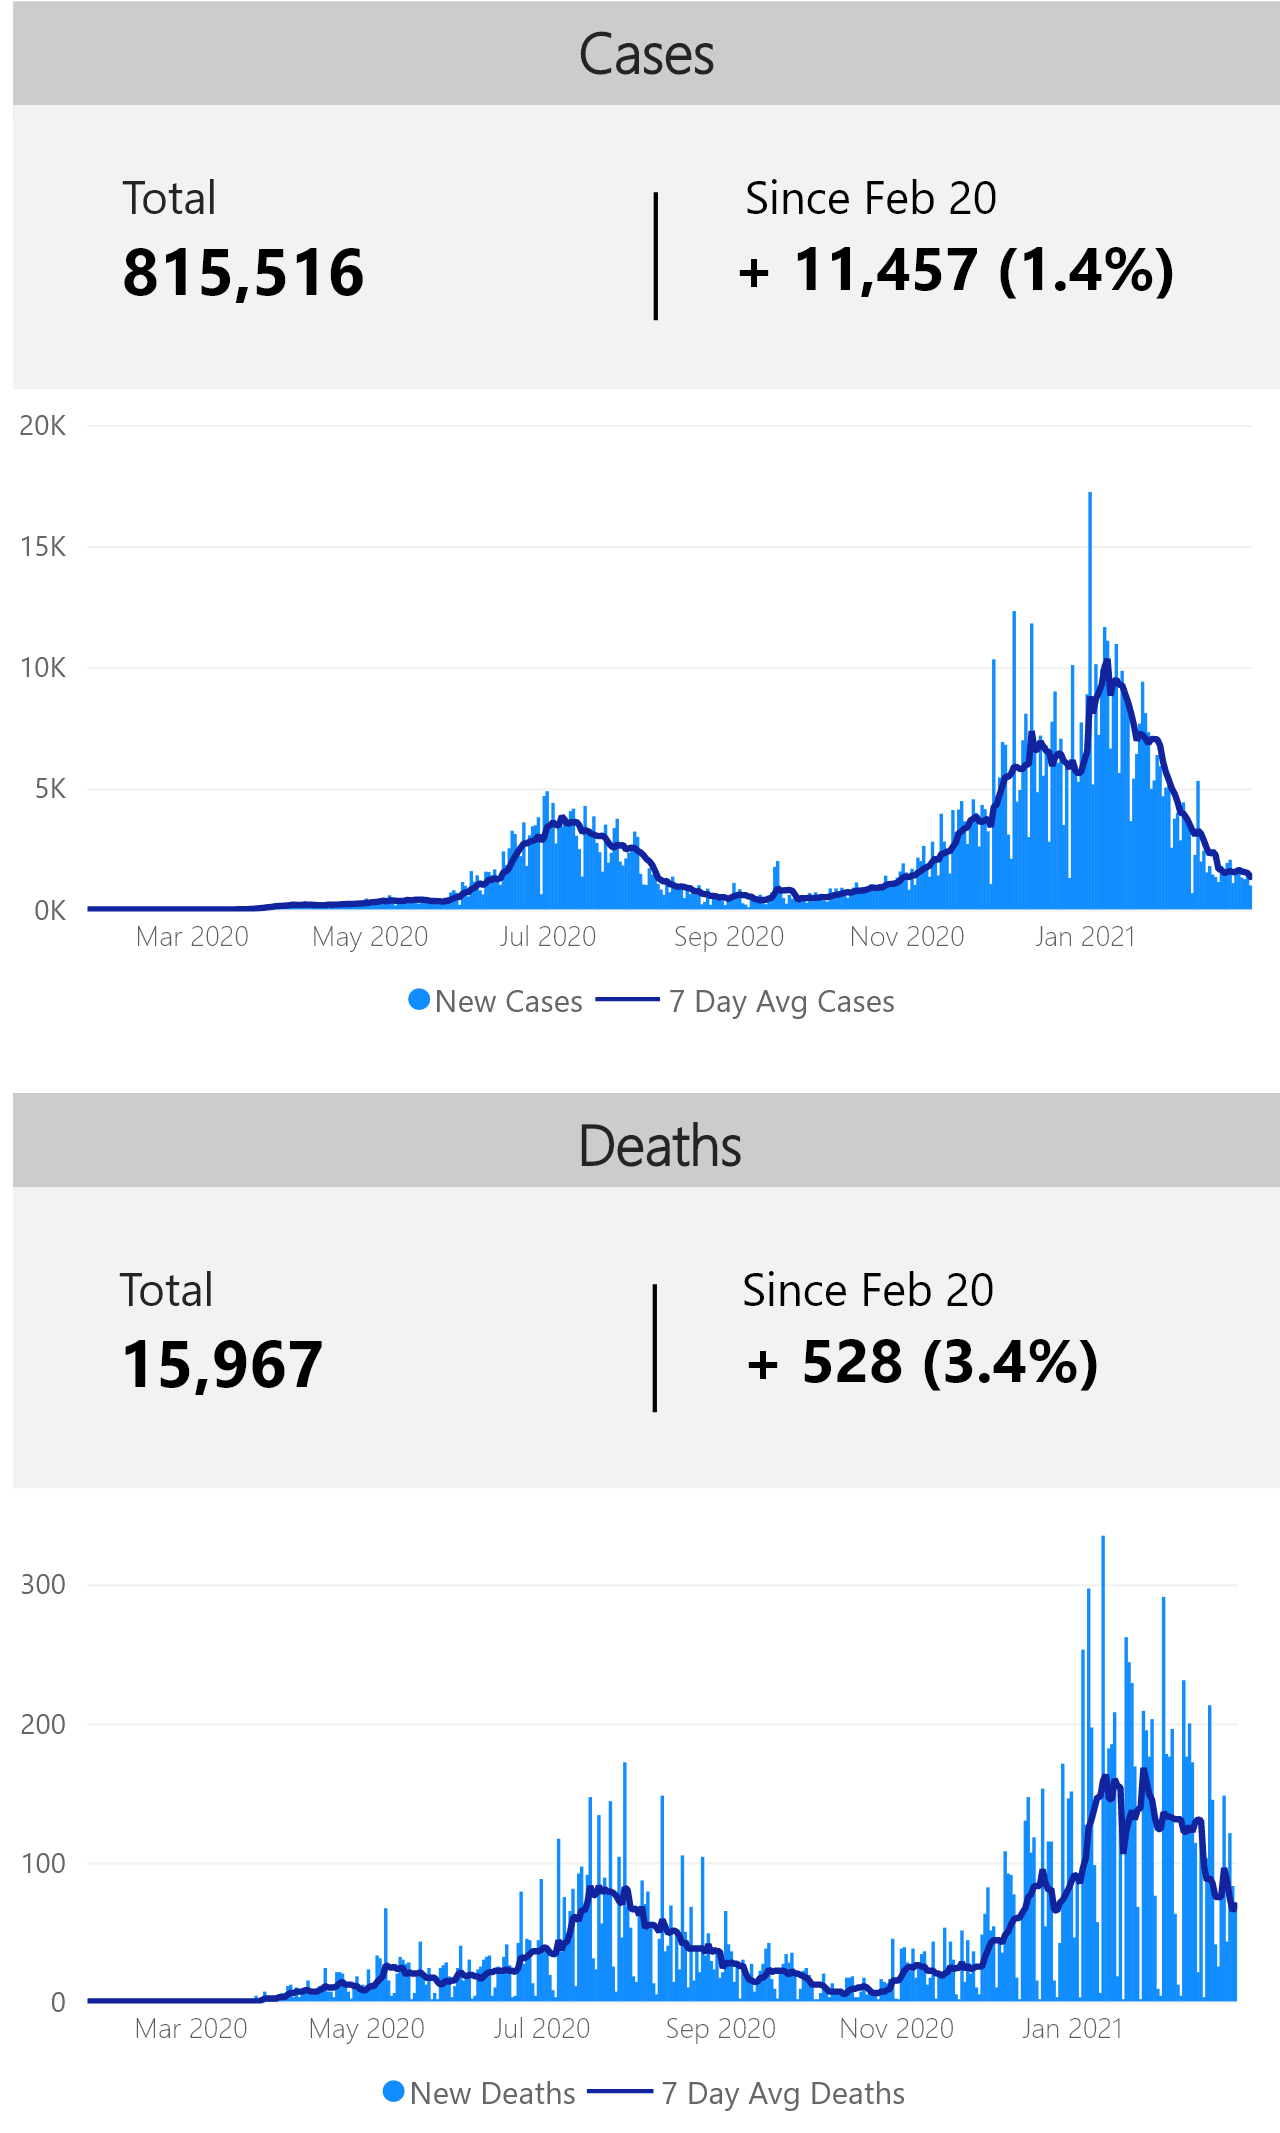 Cases
Total
Since Feb 20
815,516
+ 11,457 (1.4%)
20K
15K
10K
5K
0K
Mar 2020
May 2020
Jul 2020
Sep 2020
Nov 2020
Jan 2021
New Cases
7 Day Avg Cases
Deaths
Total
Since Feb 20
15,967
+ 528 (3.4%)
300
200
100
0
Mar 2020
May 2020
Jul 2020
Sep 2020
Nov 2020
Jan 2021
New Deaths
7 Day Avg Deaths